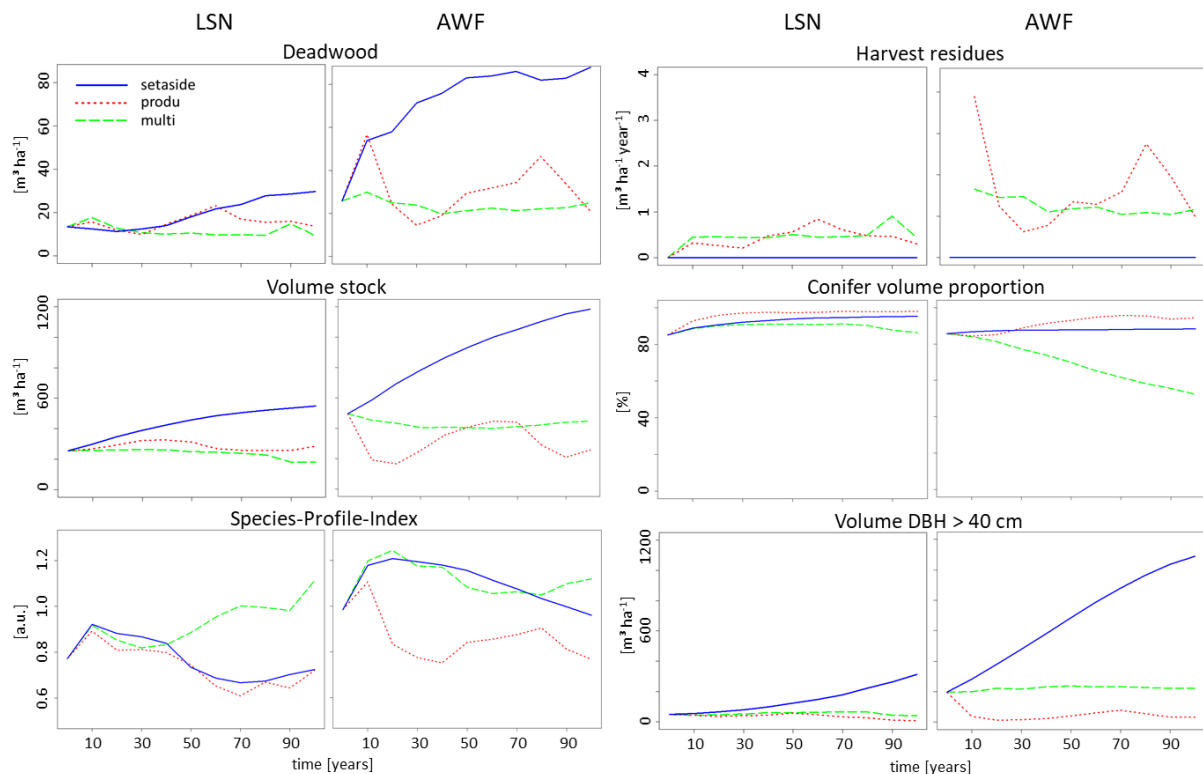 LSN AWF LSN AWF
Deadwood Harvest residues
setaside
produ
multi
[m³ ha⁻¹]
0 20 40 60 80
[m³ ha⁻¹ year⁻¹]
0 1 2 3 4
Volume stock Conifer volume proportion
[m³ ha⁻¹]
0 600 1200
[%]
0 40 80
Species-Profile-Index Volume DBH > 40 cm
[a.u.]
0.6 0.8 1.0 1.2
[m³ ha⁻¹]
0 600 1200
10 30 50 70 90 10 30 50 70 90 10 30 50 70 90 10 30 50 70 90
time [years] time [years]